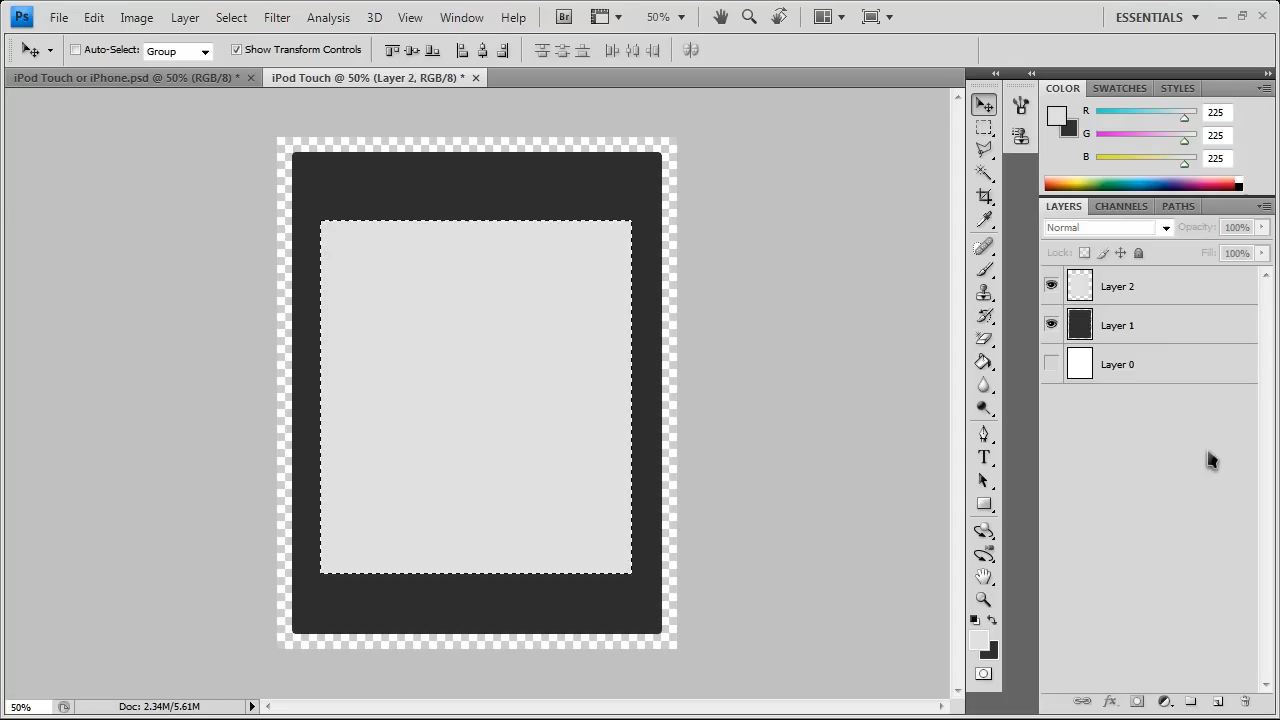 Ps File Edit Image Layer Select Filter Analysis 3D View Window Help Br 50% ESSENTIALS
Auto-Select: Group Show Transform Controls
iPod Touch or iPhone.psd @ 50% (RGB/8) * × iPod Touch @ 50% (Layer 2, RGB/8) * ×
COLOR SWATCHES STYLES
R 225
G 225
B 225
LAYERS CHANNELS PATHS
Normal Opacity: 100%
Lock: Fill: 100%
Layer 2
Layer 1
Layer 0
T
fx
50% Doc: 2.34M/5.61M